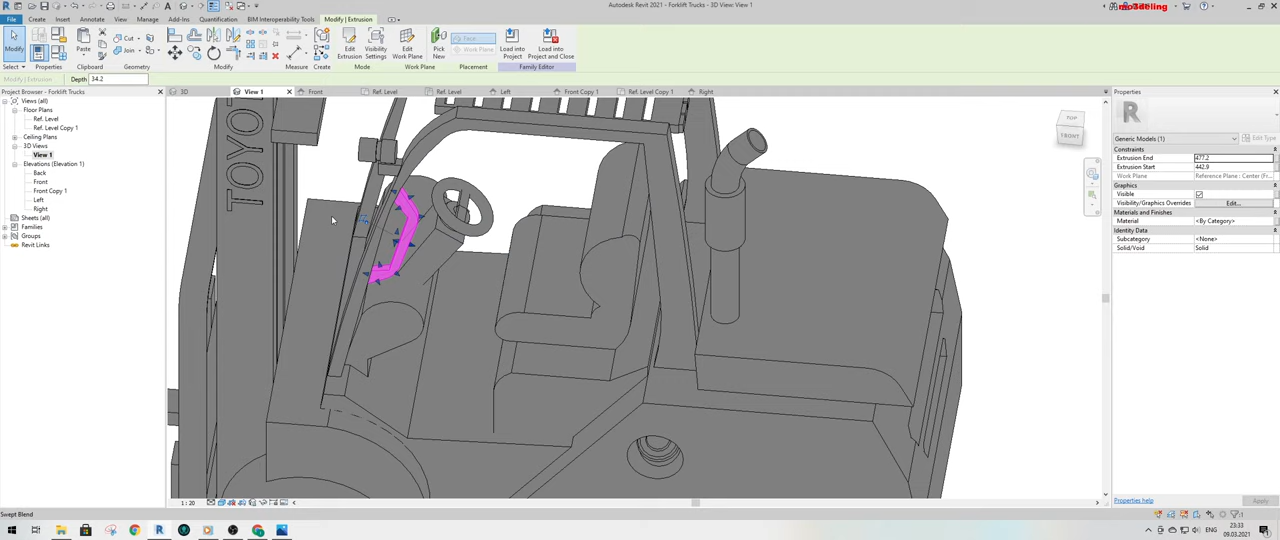 Autodesk Revit 2021 - Forklift Trucks - 3D View: View 1
mo3deling
File Create Insert Annotate View Manage Add-Ins Quantification BIM Interoperability Tools Modify | Extrusion
Modify
Paste
Cut
Join
Edit Extrusion
Visibility Settings
Edit Work Plane
Pick New
Face
Work Plane
Load into Project
Load into Project and Close
Select Properties Clipboard Geometry Modify Measure Create Mode Work Plane Placement Family Editor
Modify | Extrusion Depth 34.2
Project Browser - Forklift Trucks
3D View 1 Front Ref. Level Ref. Level Left Front Copy 1 Ref. Level Copy 1 Right
Views (all)
Floor Plans
Ref. Level
Ref. Level Copy 1
Ceiling Plans
3D Views
View 1
Elevations (Elevation 1)
Back
Front
Front Copy 1
Left
Right
Sheets (all)
Families
Groups
Revit Links
TOYO
TOP
FRONT
Properties
Generic Models (1) Edit Type
Constraints
Extrusion End 477.2
Extrusion Start 442.9
Work Plane Reference Plane : Center (Fr...
Graphics
Visible
Visibility/Graphics Overrides Edit...
Materials and Finishes
Material <By Category>
Identity Data
Subcategory <None>
Solid/Void Solid
Properties help Apply
1 : 20
Swept Blend
ENG
23:33
09.03.2021